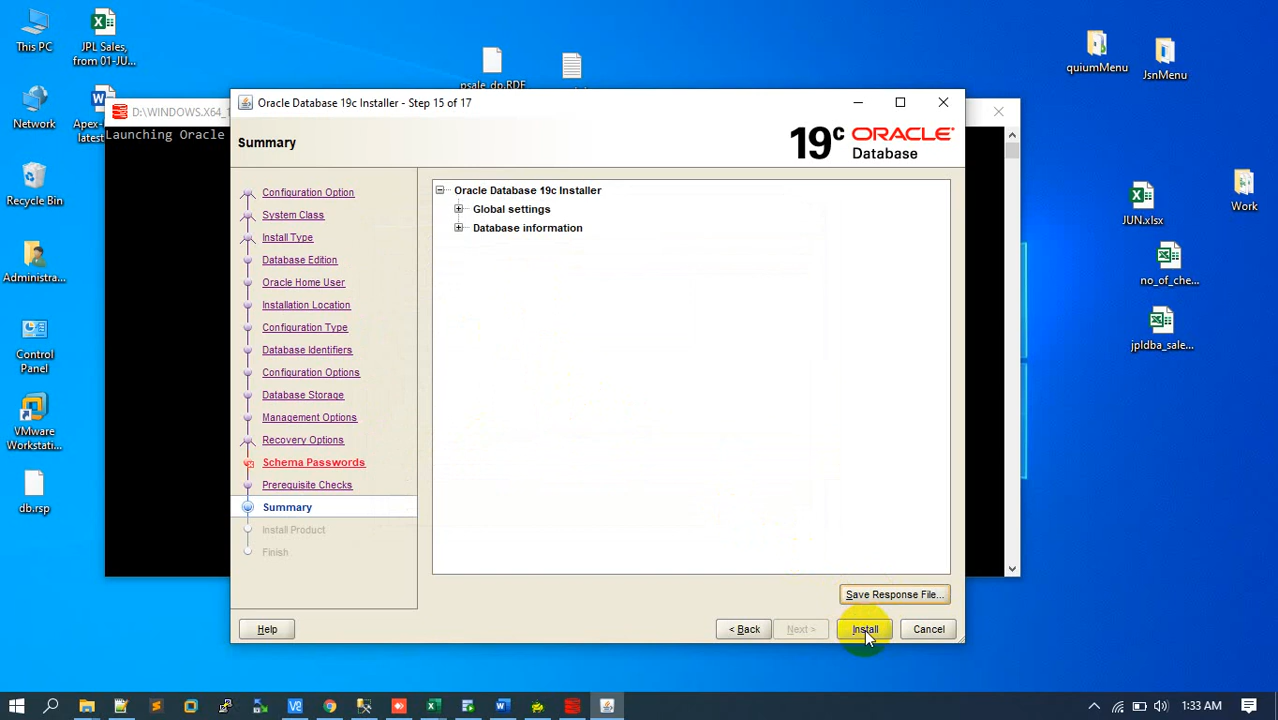 This PC
JPL Sales,
from 01-JU...
psale_dp.RDF
quiumMenu
JsnMenu
Network
Apex-
latest
Recycle Bin
Administra...
Control
Panel
VMware
Workstati...
db.rsp
JUN.xlsx
Work
no_of_che...
jpldba_sale...
D:\WINDOWS.X64_1
Launching Oracle
Oracle Database 19c Installer - Step 15 of 17
Summary
19c ORACLE
Database
Configuration Option
System Class
Install Type
Database Edition
Oracle Home User
Installation Location
Configuration Type
Database Identifiers
Configuration Options
Database Storage
Management Options
Recovery Options
Schema Passwords
Prerequisite Checks
Summary
Install Product
Finish
Oracle Database 19c Installer
Global settings
Database information
Save Response File...
Help
< Back
Next >
Install
Cancel
1:33 AM